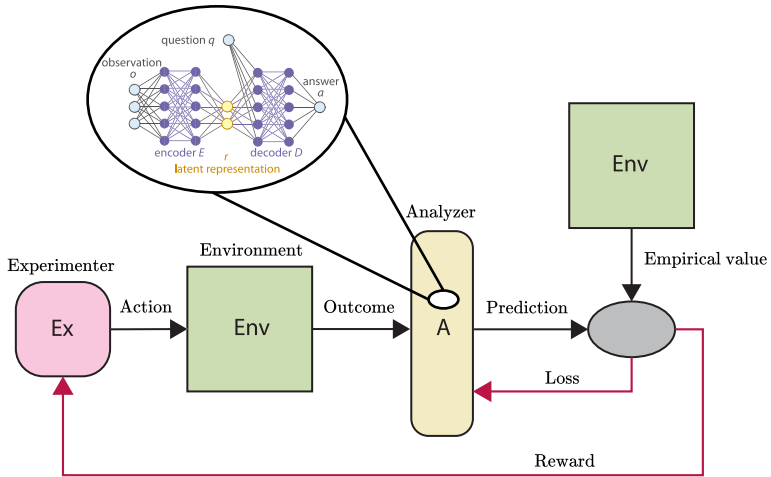 question q
observation
o
answer
a
encoder E
r
decoder D
latent representation
Analyzer
Env
Experimenter
Environment
Empirical value
Ex
Action
Env
Outcome
A
Prediction
Loss
Reward